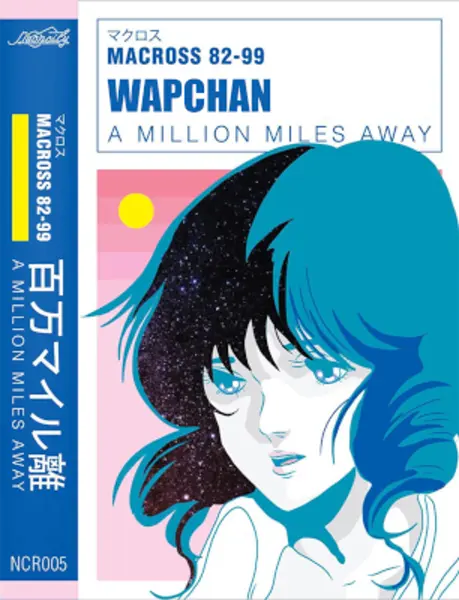 Neoncity
マクロス
MACROSS 82-99
百万マイル離
A MILLION MILES AWAY
NCR005
マクロス
MACROSS 82-99
WAPCHAN
A MILLION MILES AWAY